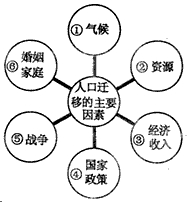 ①气候
②资源
③经济
收入
④
国家
政策
⑤战争
⑥婚姻
家庭
人口迁
移的主要
因素